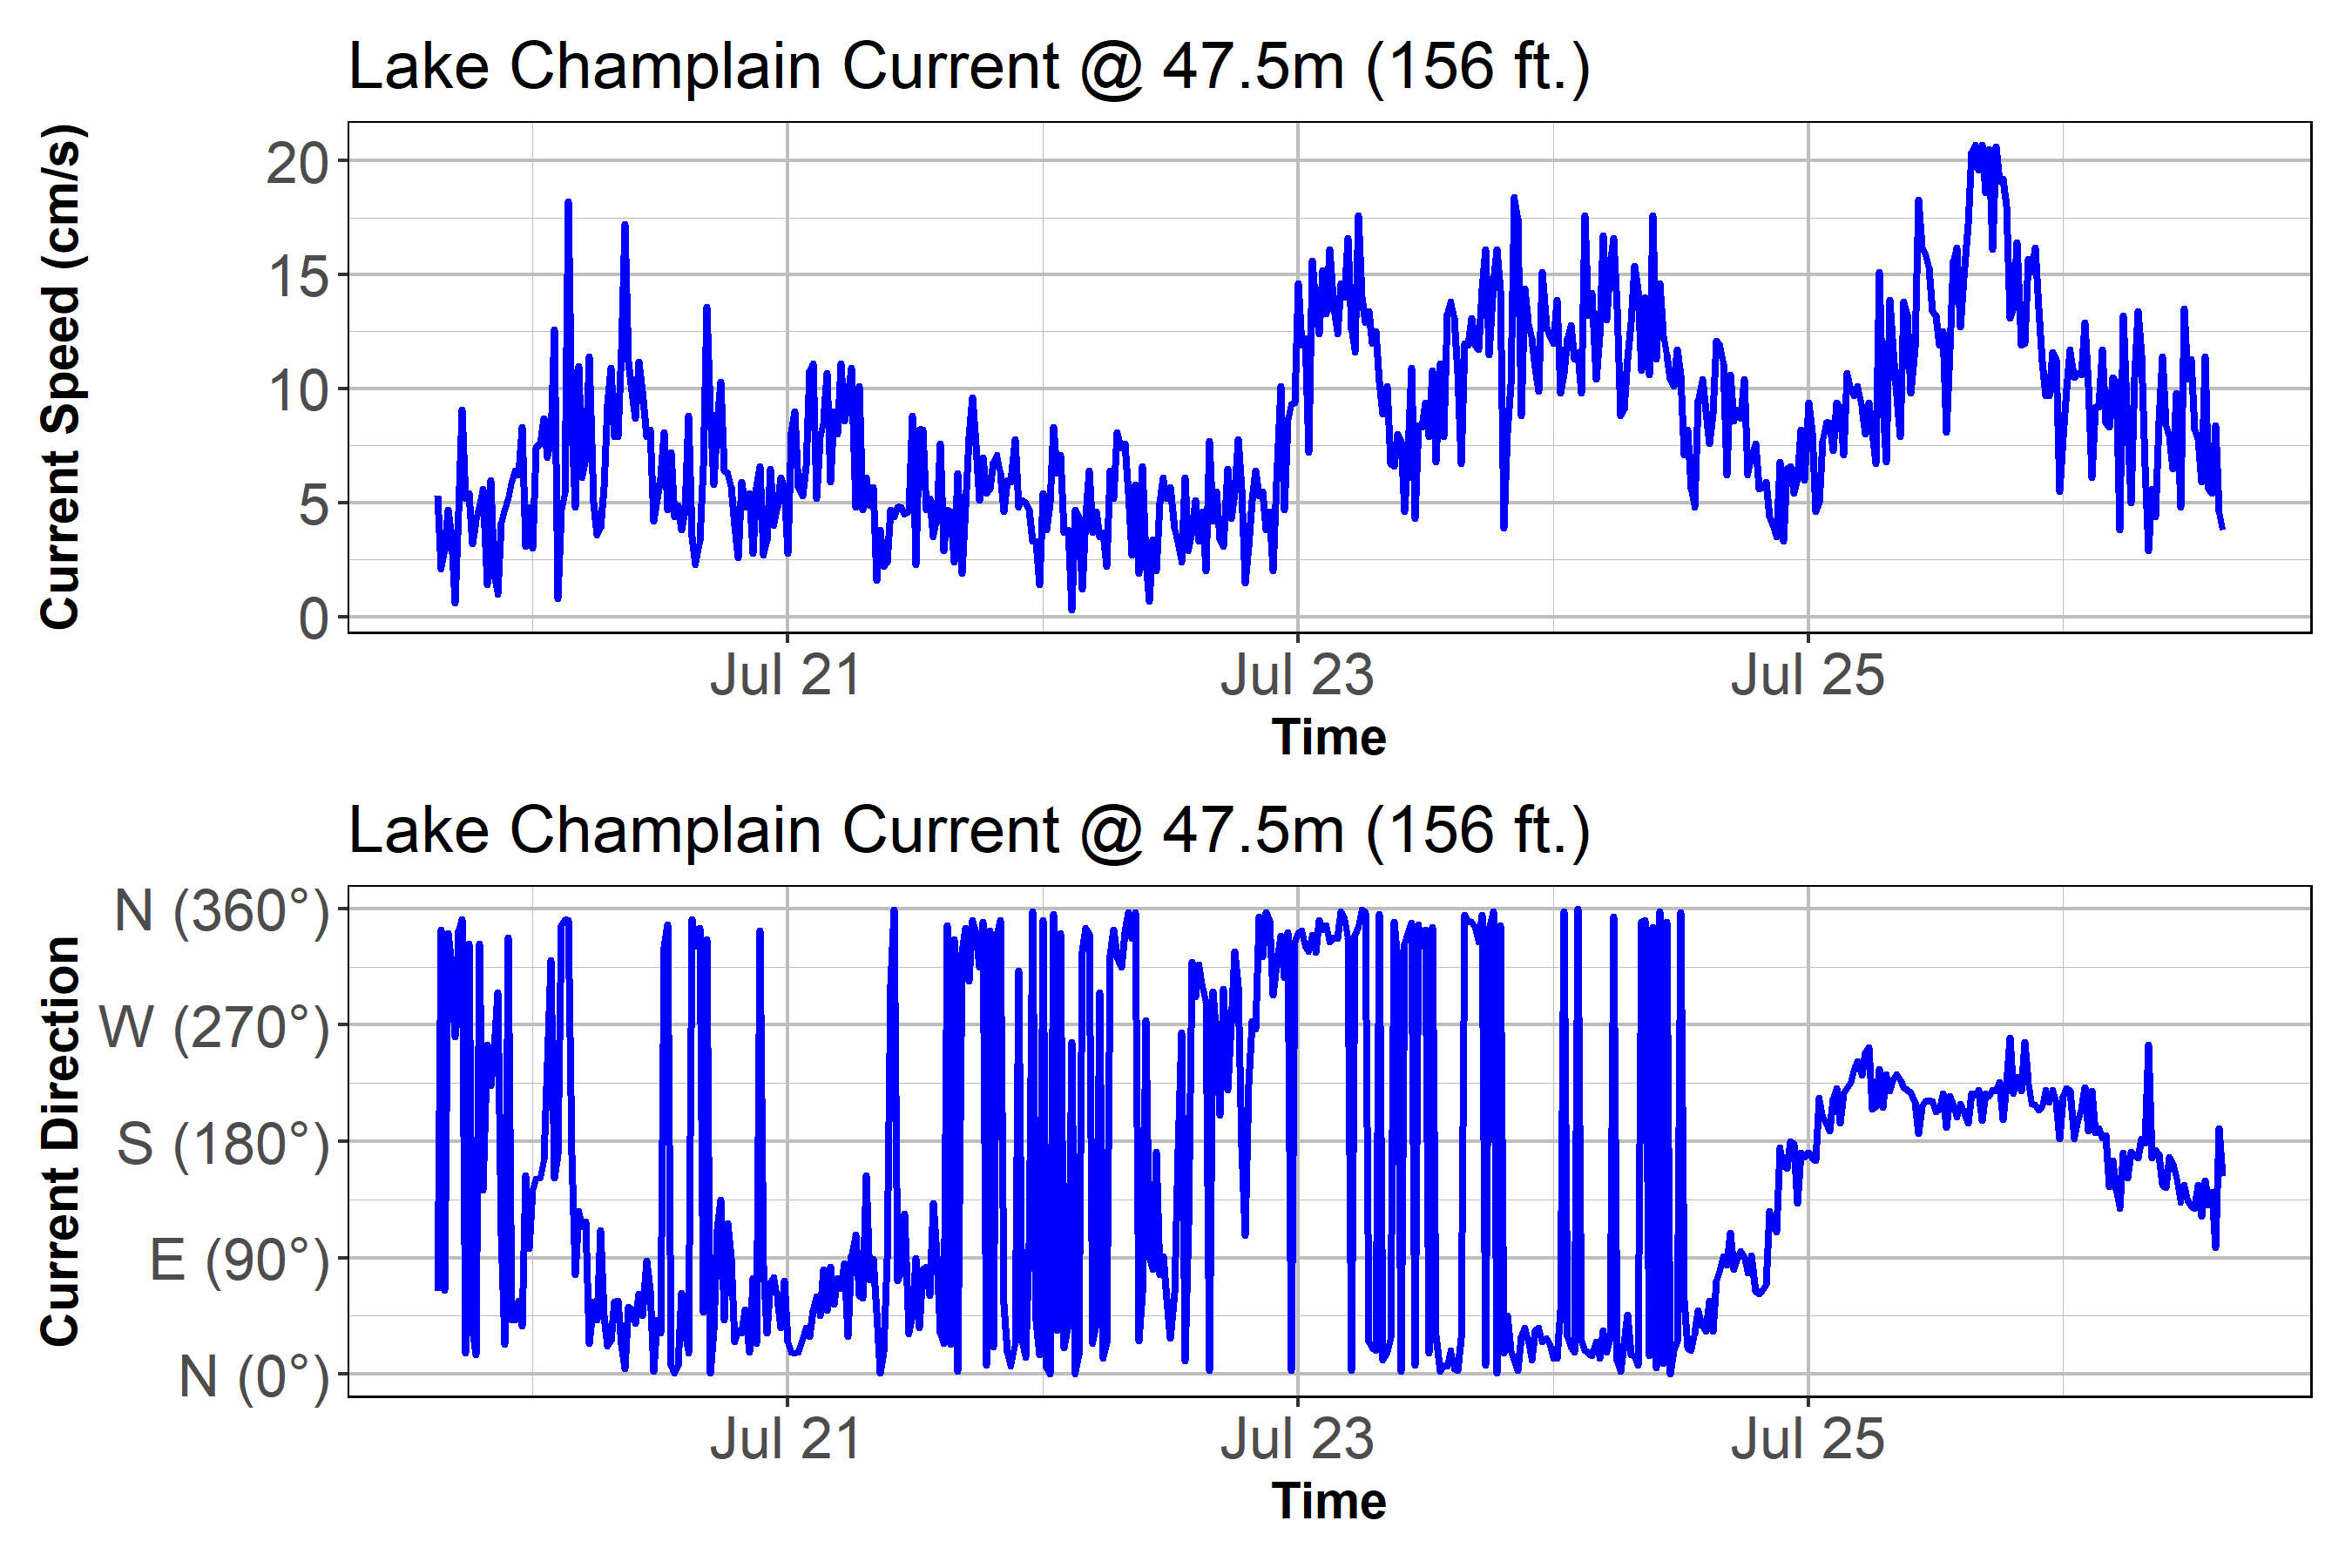 Lake Champlain Current @ 47.5m (156 ft.)
Current Speed (cm/s)
20
15
10
5
0
Jul 21 Jul 23 Jul 25
Time
Lake Champlain Current @ 47.5m (156 ft.)
Current Direction
N (360°)
W (270°)
S (180°)
E (90°)
N (0°)
Jul 21 Jul 23 Jul 25
Time